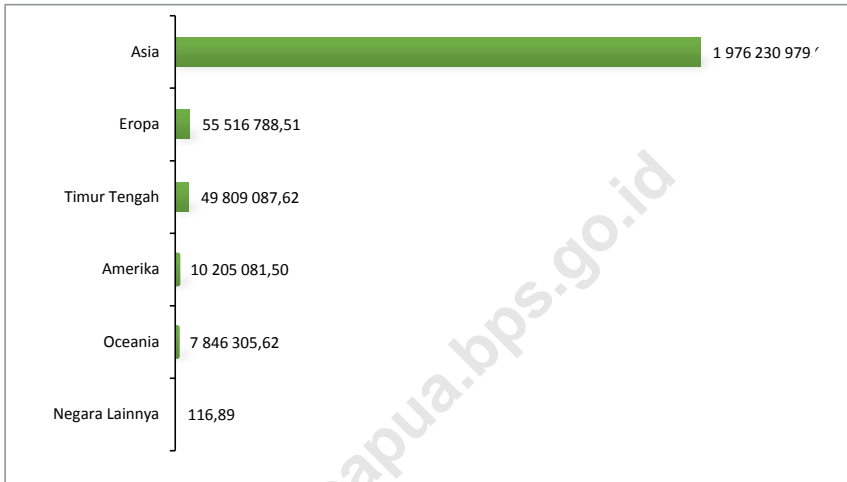 Asia 1 976 230 979,
Eropa 55 516 788,51
Timur Tengah 49 809 087,62
Amerika 10 205 081,50
Oceania 7 846 305,62
Negara Lainnya 116,89
apua.bps.go.id